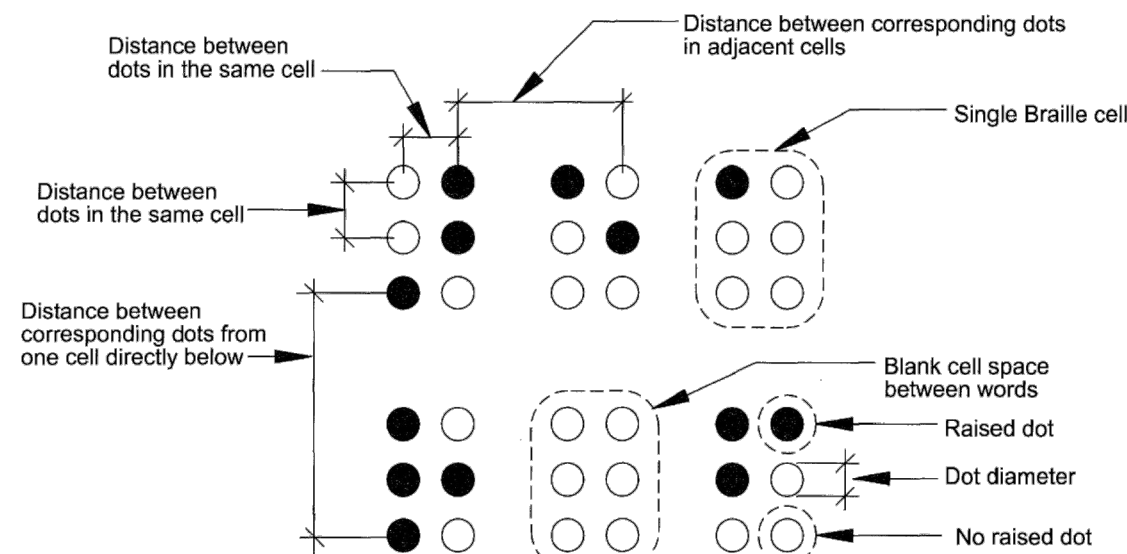 Distance between corresponding dots
in adjacent cells
Distance between
dots in the same cell
Single Braille cell
Distance between
dots in the same cell
Distance between
corresponding dots from
one cell directly below
Blank cell space
between words
Raised dot
Dot diameter
No raised dot